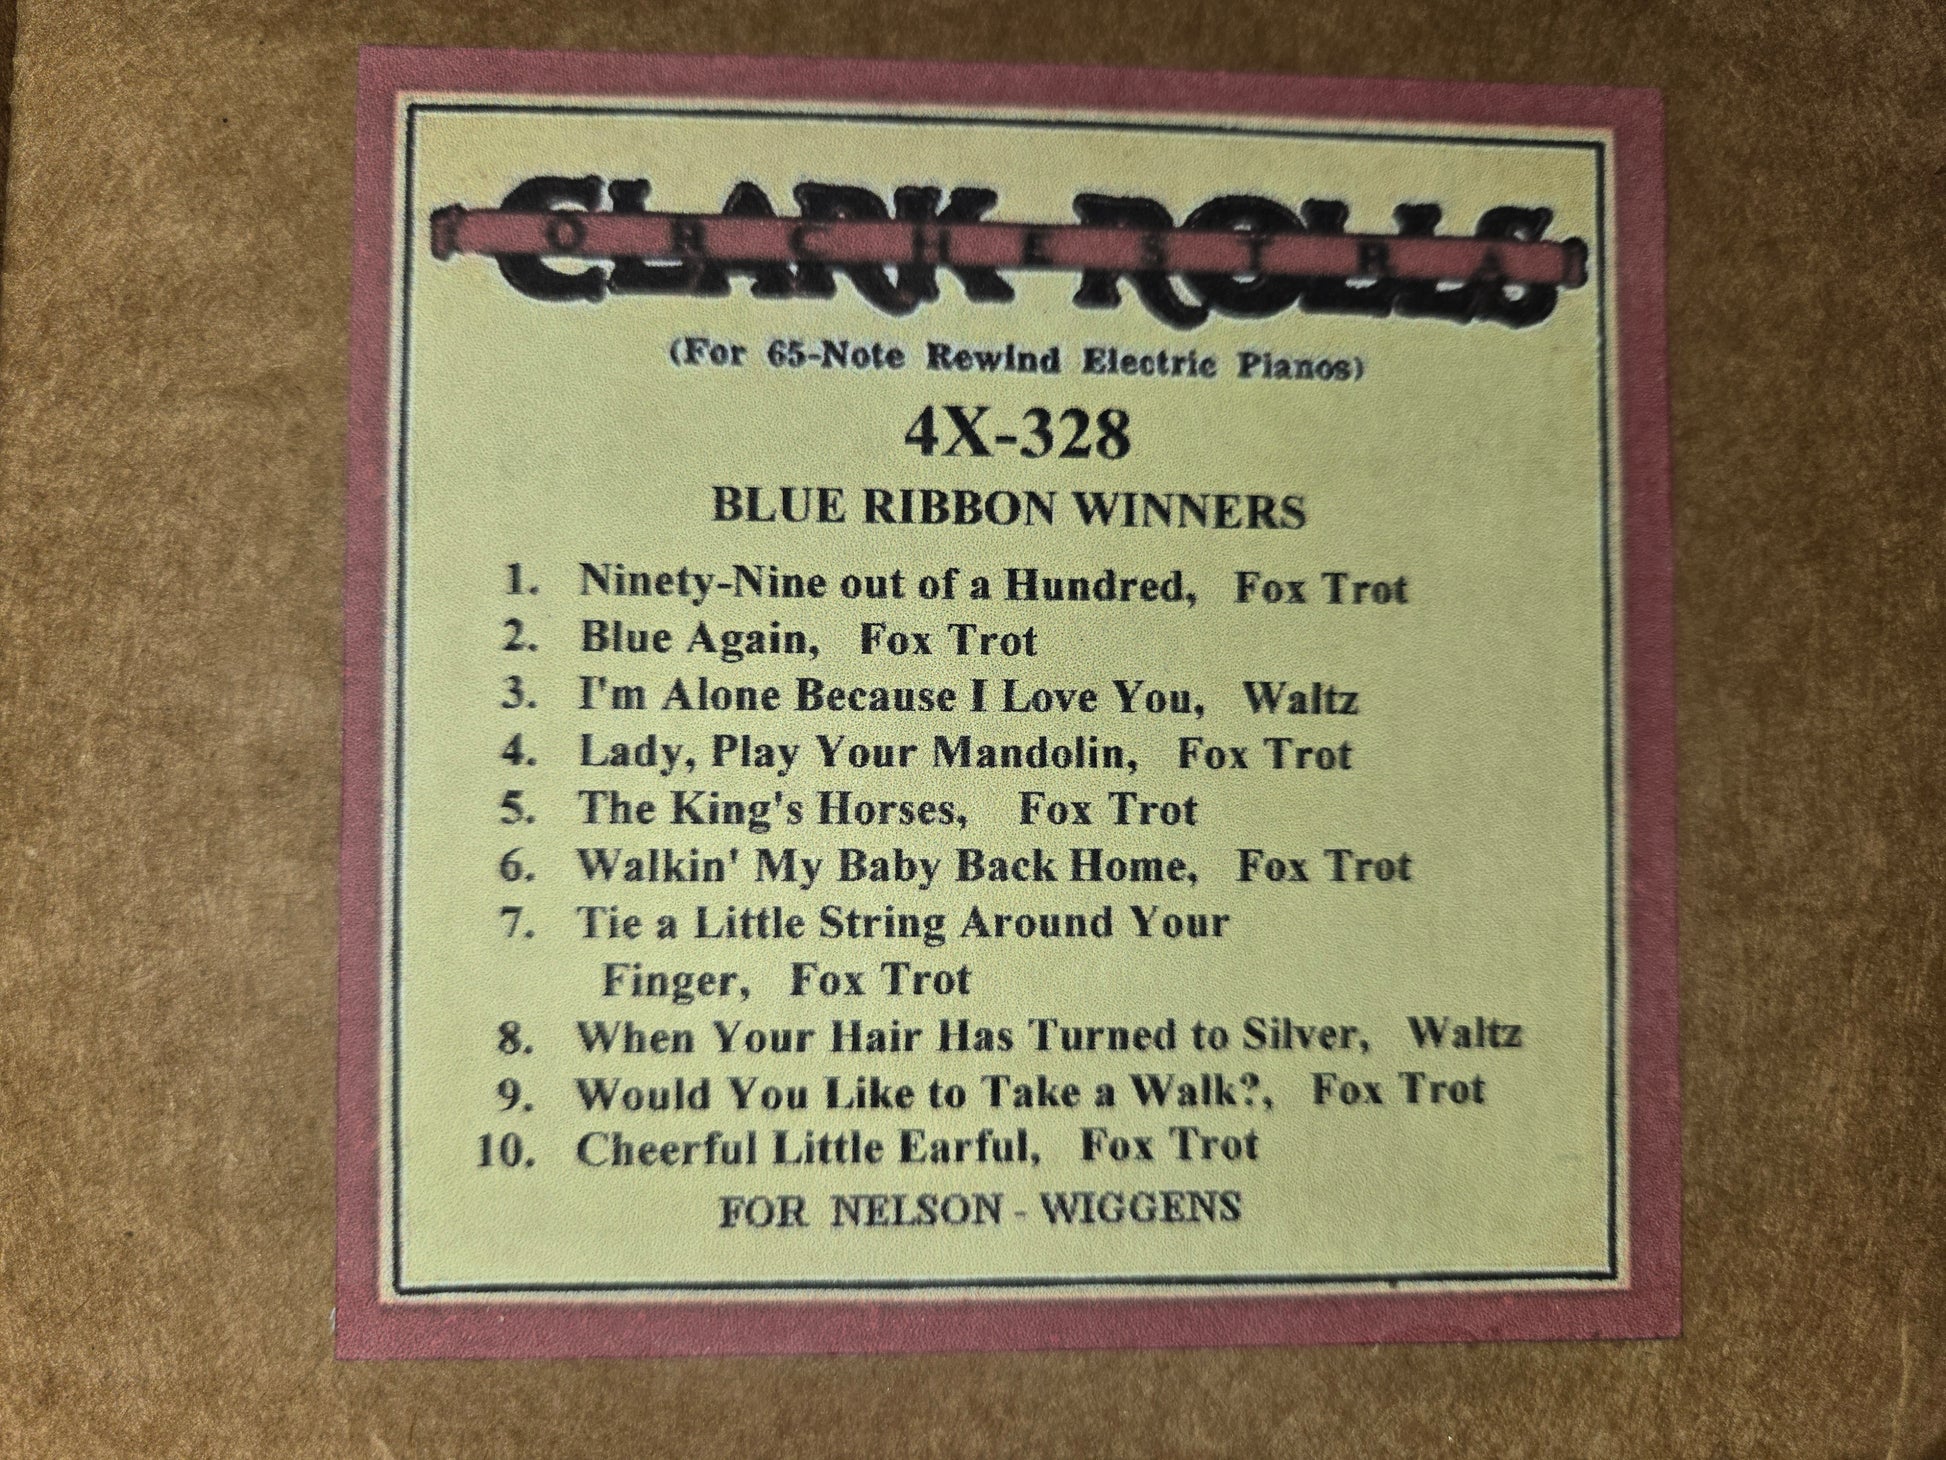 CLARK ROLLS
ORCHESTRA
(For 65-Note Rewind Electric Pianos)
4X-328
BLUE RIBBON WINNERS
1. Ninety-Nine out of a Hundred, Fox Trot
2. Blue Again, Fox Trot
3. I'm Alone Because I Love You, Waltz
4. Lady, Play Your Mandolin, Fox Trot
5. The King's Horses, Fox Trot
6. Walkin' My Baby Back Home, Fox Trot
7. Tie a Little String Around Your
Finger, Fox Trot
8. When Your Hair Has Turned to Silver, Waltz
9. Would You Like to Take a Walk?, Fox Trot
10. Cheerful Little Earful, Fox Trot
FOR NELSON - WIGGENS